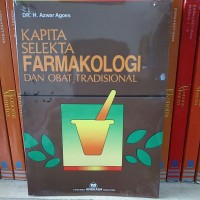 DR. H. Azwar Agoes
KAPITA
SELEKTA
FARMAKOLOGI
DAN OBAT TRADISIONAL